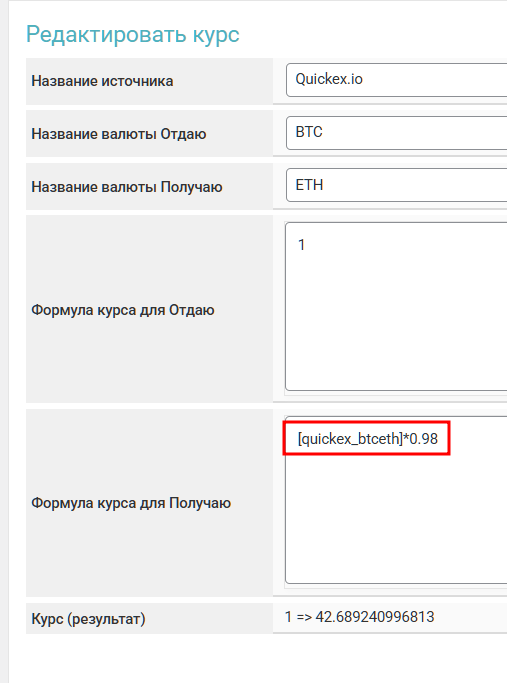 Редактировать курс
Название источника
Quickex.io
Название валюты Отдаю
BTC
Название валюты Получаю
ETH
Формула курса для Отдаю
1
Формула курса для Получаю
[quickex_btceth]*0.98
Курс (результат)
1 => 42.689240996813